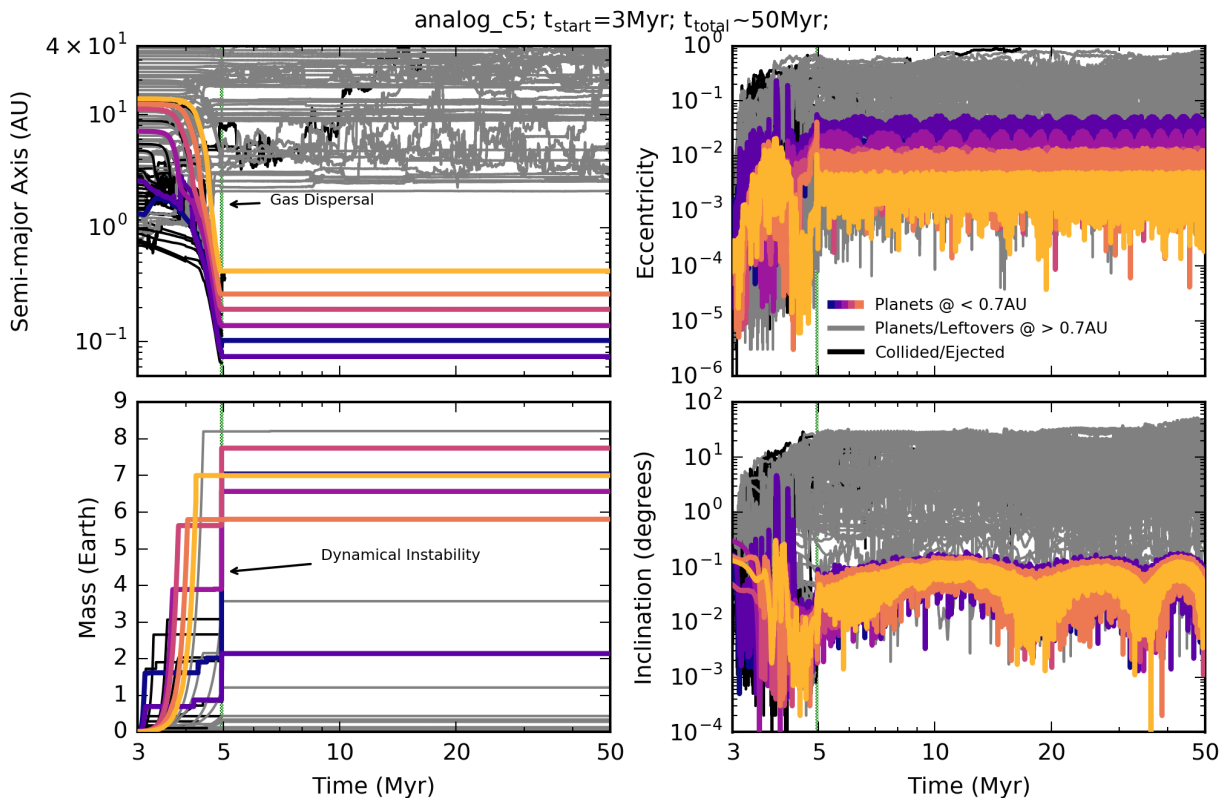 analog_c5; t_start=3Myr; t_total~50Myr;
Semi-major Axis (AU)
4 × 10^1
10^1
10^0
10^-1
Gas Dispersal
Eccentricity
10^0
10^-1
10^-2
10^-3
10^-4
10^-5
10^-6
Planets @ < 0.7AU
Planets/Leftovers @ > 0.7AU
Collided/Ejected
Mass (Earth)
9
8
7
6
5
4
3
2
1
0
Dynamical Instability
3
5
10
20
50
Time (Myr)
Inclination (degrees)
10^2
10^1
10^0
10^-1
10^-2
10^-3
10^-4
3
5
10
20
50
Time (Myr)